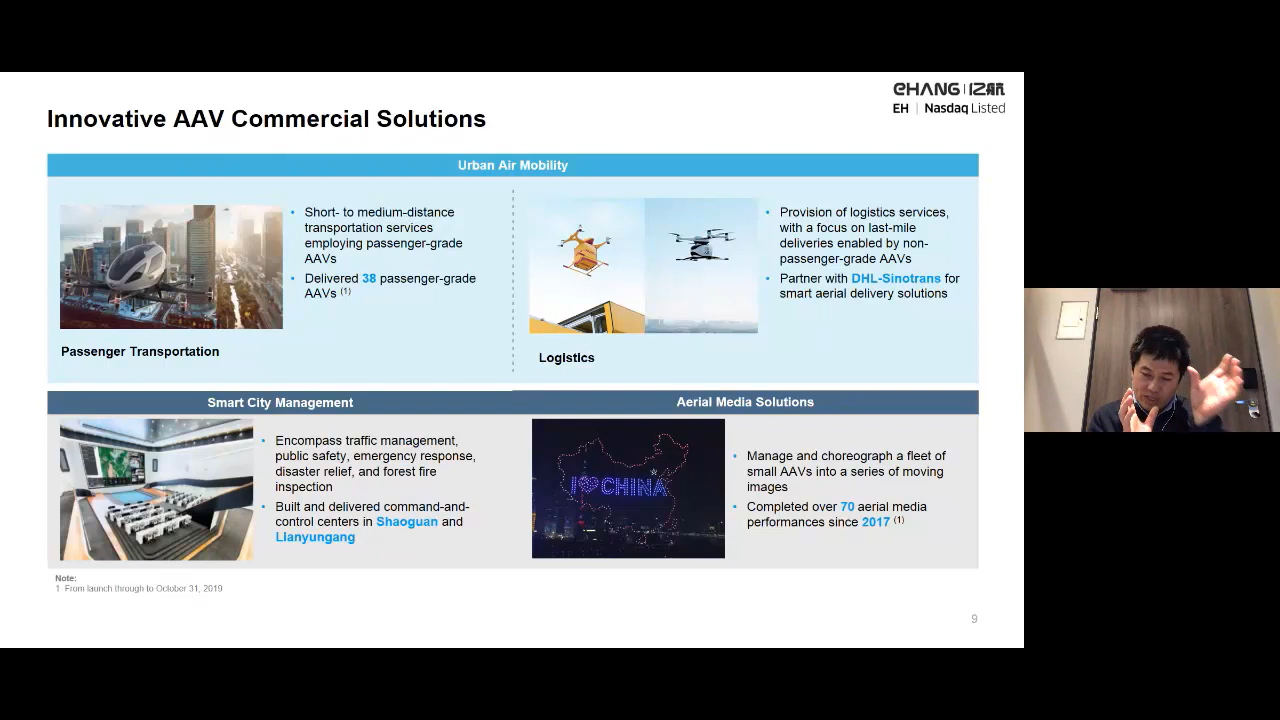 EHANG | 亿航
EH | Nasdaq Listed
Innovative AAV Commercial Solutions
Urban Air Mobility
• Short- to medium-distance
transportation services
employing passenger-grade
AAVs
• Delivered 38 passenger-grade
AAVs (1)
Passenger Transportation
• Provision of logistics services,
with a focus on last-mile
deliveries enabled by non-
passenger-grade AAVs
• Partner with DHL-Sinotrans for
smart aerial delivery solutions
Logistics
Smart City Management
• Encompass traffic management,
public safety, emergency response,
disaster relief, and forest fire
inspection
• Built and delivered command-and-
control centers in Shaoguan and
Lianyungang
Aerial Media Solutions
I CHINA
• Manage and choreograph a fleet of
small AAVs into a series of moving
images
• Completed over 70 aerial media
performances since 2017 (1)
Note:
1 From launch through to October 31, 2019
9